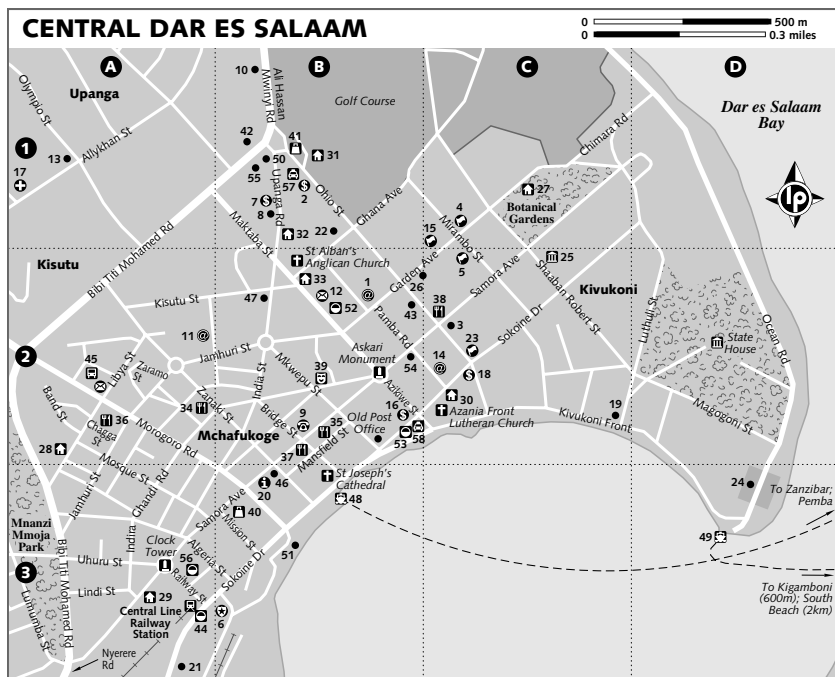 CENTRAL DAR ES SALAAM
0 500 m
0 0.3 miles
A
B
C
D
1
2
3
Upanga
Olympio St
Allykhan St
13
17
10
Ali Hassan
Mwinyi Rd
Golf Course
42
41
31
50
55
57
2
7
8
Upanga Rd
Ohio St
Ghana Ave
Chimara Rd
Dar es Salaam
Bay
lp
27
Botanical
Gardens
4
15
Mirambo St
5
22
32
Maktaba St
Bibi Titi Mohamed Rd
Kisutu
St Alban's
Anglican Church
33
12
52
1
Garden Ave
26
43
38
3
Samora Ave
25
Shaaban Robert St
Kivukoni
Luthuli St
Ocean Rd
State
House
Kisutu St
47
11
Jamhuri St
India St
Mkwepu St
39
Askari
Monument
Pamba Rd
54
14
23
18
Sokoine Dr
45
Libya St
Zaramo
St
Band St
36
Chagga
St
34
Zanaki St
Bridge St
9
35
37
Mansfield St
Old Post
Office
Azikiwe St
16
53
58
30
Azania Front
Lutheran Church
19
Kivukoni Front
Magogoni St
28
Mchafukoge
Morogoro Rd
Mosque St
Jamhuri St
Indira Ghandi Rd
Samora Ave
46
20
40
Mission St
St Joseph's
Cathedral
48
24
To Zanzibar;
Pemba
49
To Kigamboni
(600m); South
Beach (2km)
Mnanzi
Mmoja
Park
Bibi Titi Mohamed Rd
Lumumba St
Uhuru St
Lindi St
Clock
Tower
56
Algeria St
Railway St
Sokoine Dr
51
29
Central Line
Railway
Station
44
6
21
Nyerere
Rd